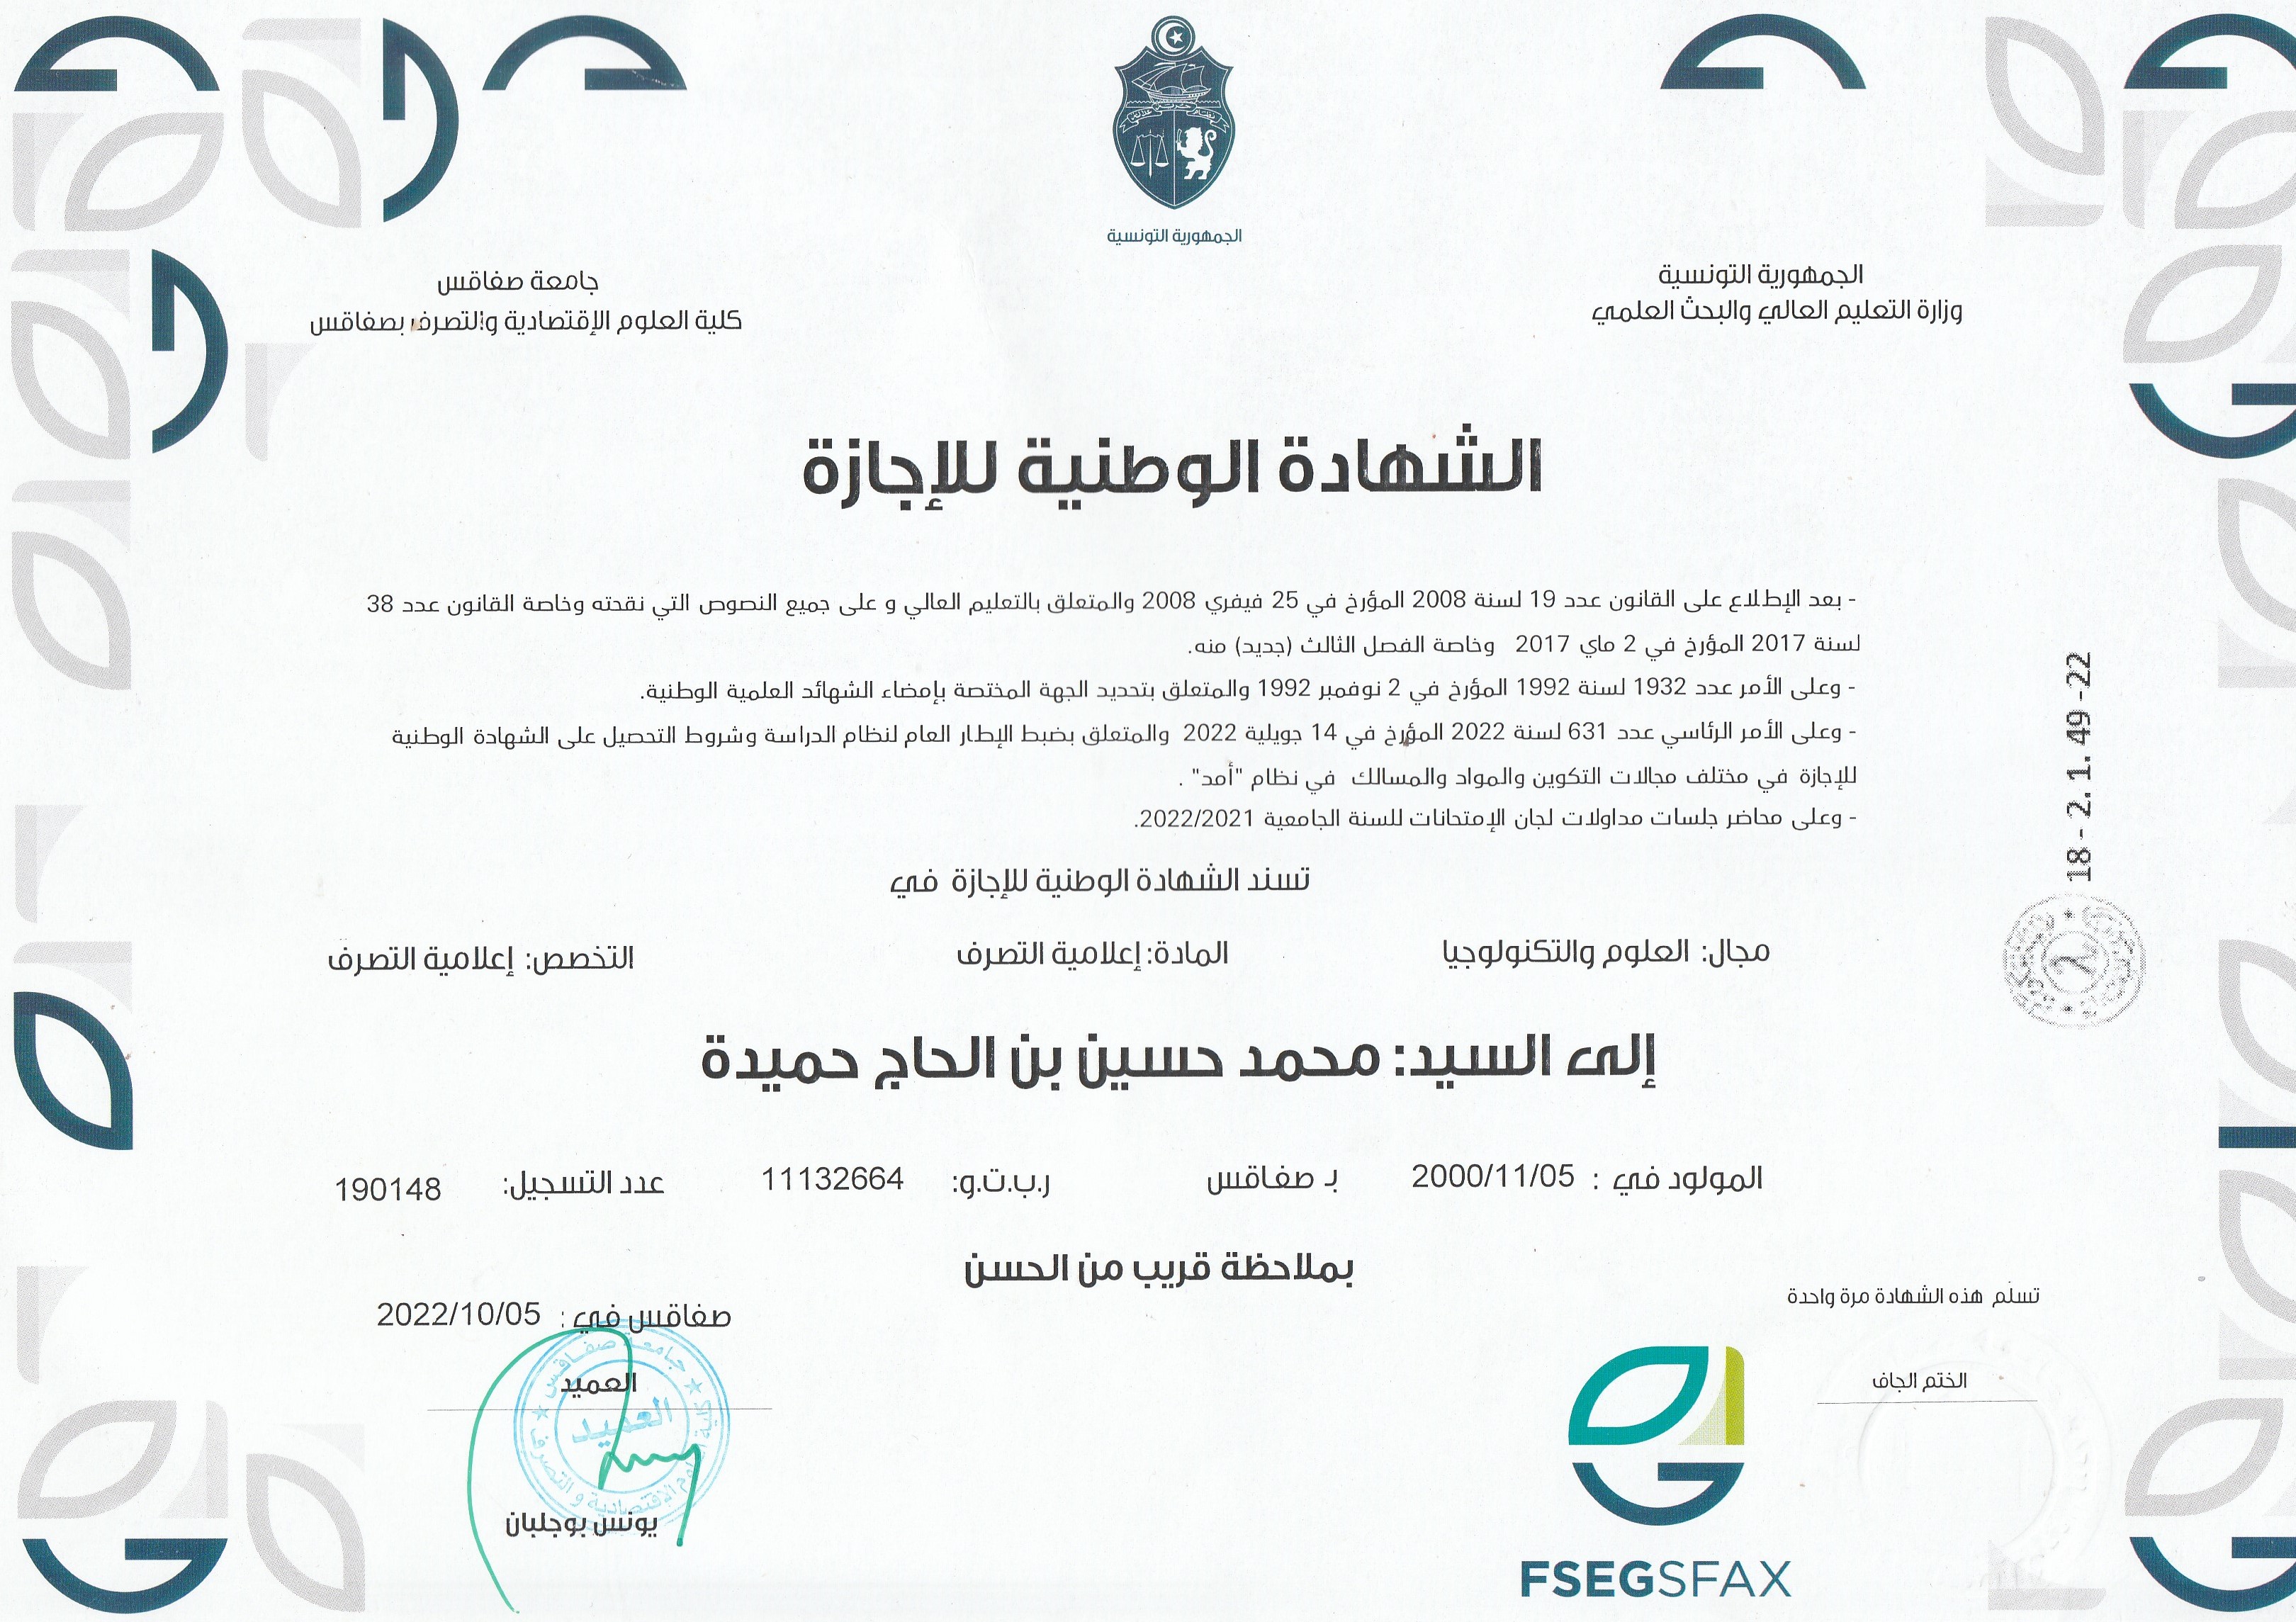 الجمهورية التونسية
الجمهورية التونسية
وزارة التعليم العالي والبحث العلمي
جامعة صفاقس
كلية العلوم الإقتصادية والتصرف بصفاقس
الشهادة الوطنية للإجازة
- بعد الإطلاع على القانون عدد 19 لسنة 2008 المؤرخ في 25 فيفري 2008 والمتعلق بالتعليم العالي و على جميع النصوص التي نقحته وخاصة القانون عدد 38
لسنة 2017 المؤرخ في 2 ماي 2017 وخاصة الفصل الثالث (جديد) منه.
- وعلى الأمر عدد 1932 لسنة 1992 المؤرخ في 2 نوفمبر 1992 والمتعلق بتحديد الجهة المختصة بإمضاء الشهائد العلمية الوطنية.
- وعلى الأمر الرئاسي عدد 631 لسنة 2022 المؤرخ في 14 جويلية 2022 والمتعلق بضبط الإطار العام لنظام الدراسة وشروط التحصيل على الشهادة الوطنية
للإجازة في مختلف مجالات التكوين والمواد والمسالك في نظام "أمد" .
- وعلى محاضر جلسات مداولات لجان الإمتحانات للسنة الجامعية 2022/2021.
18 - 2. 1. 49 -22
تسند الشهادة الوطنية للإجازة في
مجال: العلوم والتكنولوجيا المادة: إعلامية التصرف التخصص: إعلامية التصرف
إلى السيد: محمد حسين بن الحاج حميدة
المولود في : 2000/11/05 بـ صفاقس ر.ب.ت.و: 11132664 عدد التسجيل: 190148
بملاحظة قريب من الحسن
تسلم هذه الشهادة مرة واحدة
صفاقس في : 2022/10/05
الختم الجاف
العميد
جامعة صفاقس
العميد
كلية العلوم الإقتصادية و التصرف
يونس بوجلبان
FSEGSFAX